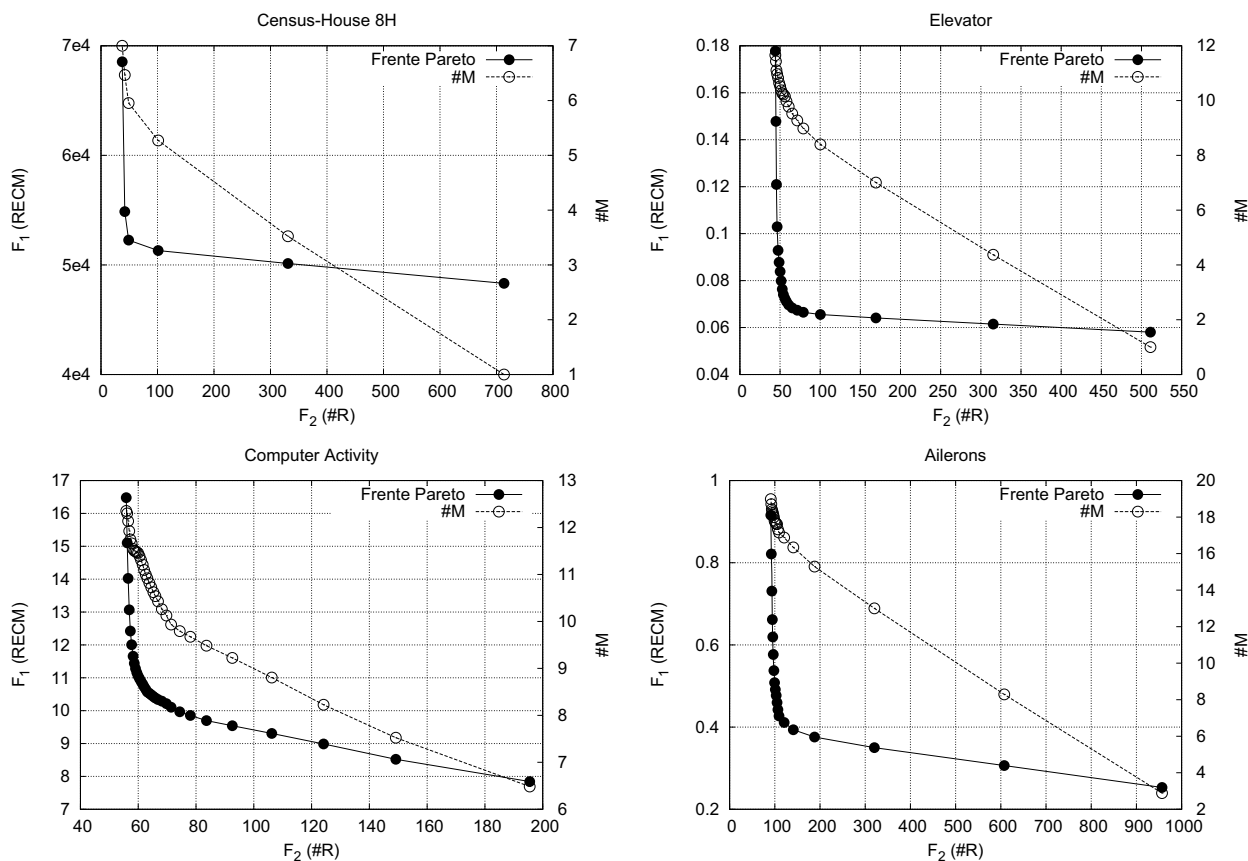 Census-House 8H
7e4
6e4
5e4
4e4
F1 (RECM)
7
6
5
4
3
2
1
#M
Frente Pareto
#M
0 100 200 300 400 500 600 700 800
F2 (#R)
Elevator
0.18
0.16
0.14
0.12
0.1
0.08
0.06
0.04
F1 (RECM)
12
10
8
6
4
2
0
#M
Frente Pareto
#M
0 50 100 150 200 250 300 350 400 450 500 550
F2 (#R)
Computer Activity
17
16
15
14
13
12
11
10
9
8
7
F1 (RECM)
13
12
11
10
9
8
7
6
#M
Frente Pareto
#M
40 60 80 100 120 140 160 180 200
F2 (#R)
Ailerons
1
0.8
0.6
0.4
0.2
F1 (RECM)
20
18
16
14
12
10
8
6
4
2
#M
Frente Pareto
#M
0 100 200 300 400 500 600 700 800 900 1000
F2 (#R)